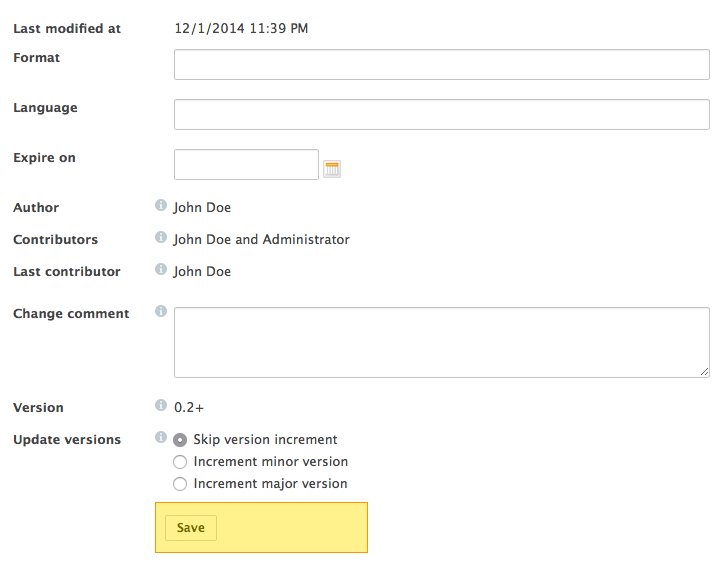 Last modified at 12/1/2014 11:39 PM
Format
Language
Expire on
Author John Doe
Contributors John Doe and Administrator
Last contributor John Doe
Change comment
Version 0.2+
Update versions Skip version increment
Increment minor version
Increment major version
Save